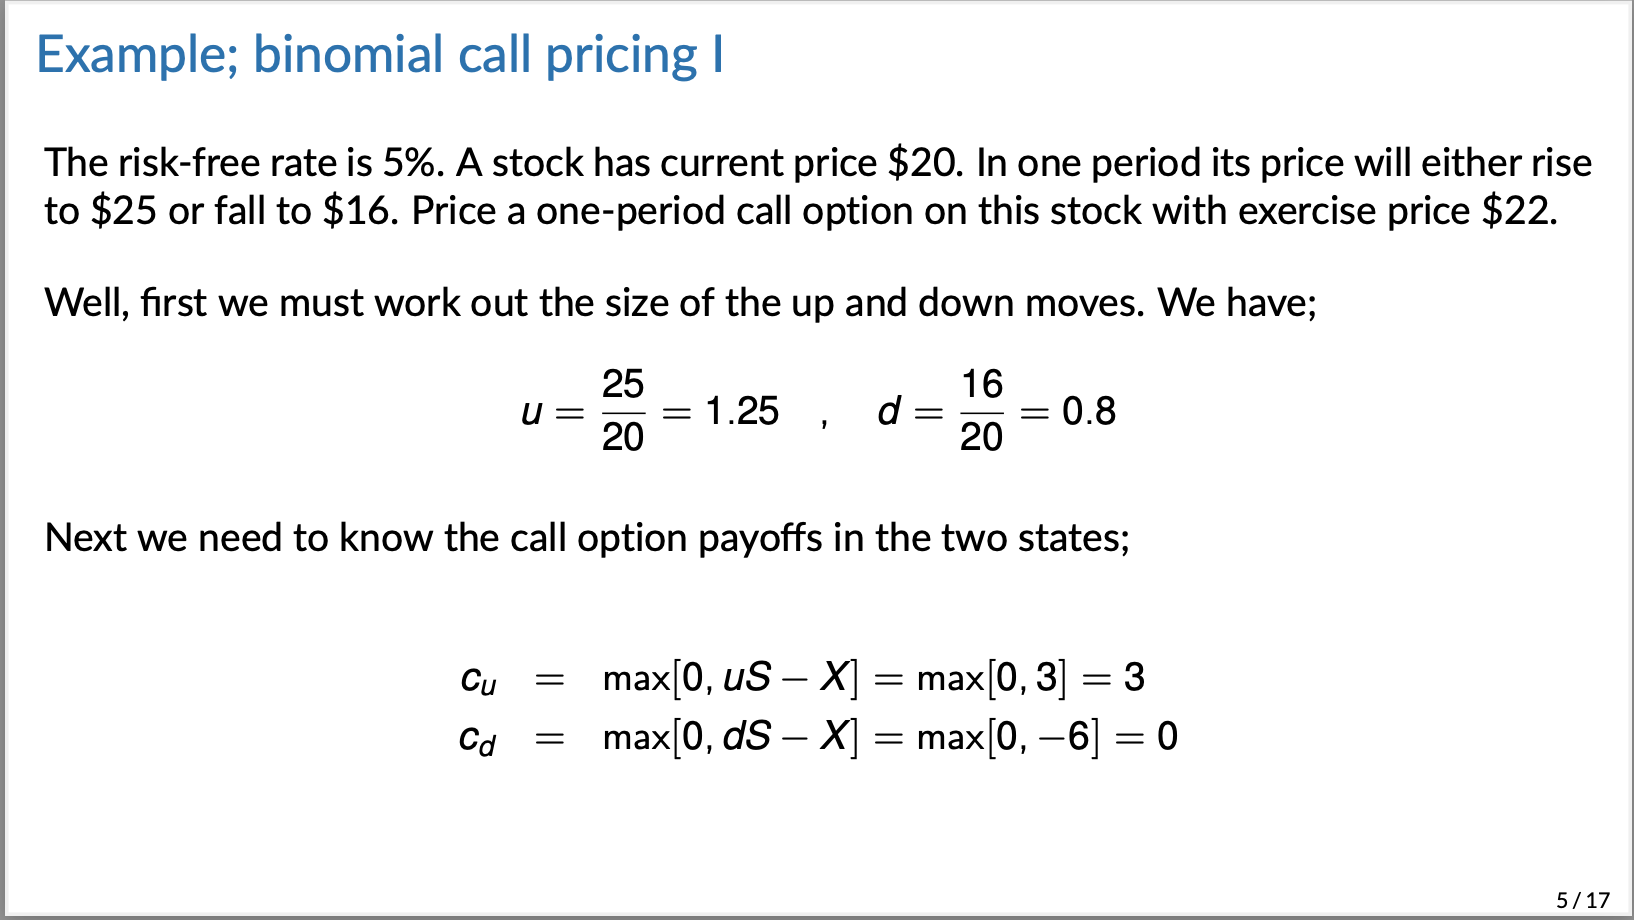 Example; binomial call pricing I
The risk-free rate is 5%. A stock has current price $20. In one period its price will either rise
to $25 or fall to $16. Price a one-period call option on this stock with exercise price $22.
Well, first we must work out the size of the up and down moves. We have;
u = 25/20 = 1.25 , d = 16/20 = 0.8
Next we need to know the call option payoffs in the two states;
c_u = max[0, uS − X] = max[0, 3] = 3
c_d = max[0, dS − X] = max[0, −6] = 0
5 / 17